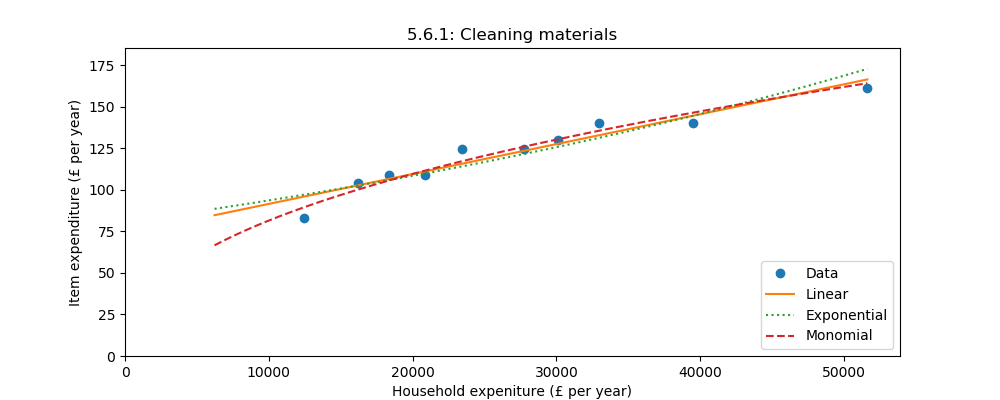 5.6.1: Cleaning materials
Item expenditure (£ per year)
175
150
125
100
75
50
25
0
0 10000 20000 30000 40000 50000
Household expeniture (£ per year)
Data
Linear
Exponential
Monomial